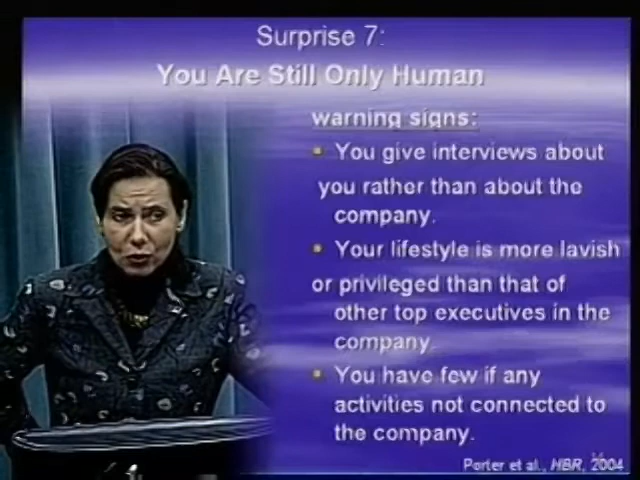 Surprise 7:
You Are Still Only Human
warning signs:
▪ You give interviews about
you rather than about the
company.
▪ Your lifestyle is more lavish
or privileged than that of
other top executives in the
company.
▪ You have few if any
activities not connected to
the company.
Porter et al., HBR, 2004